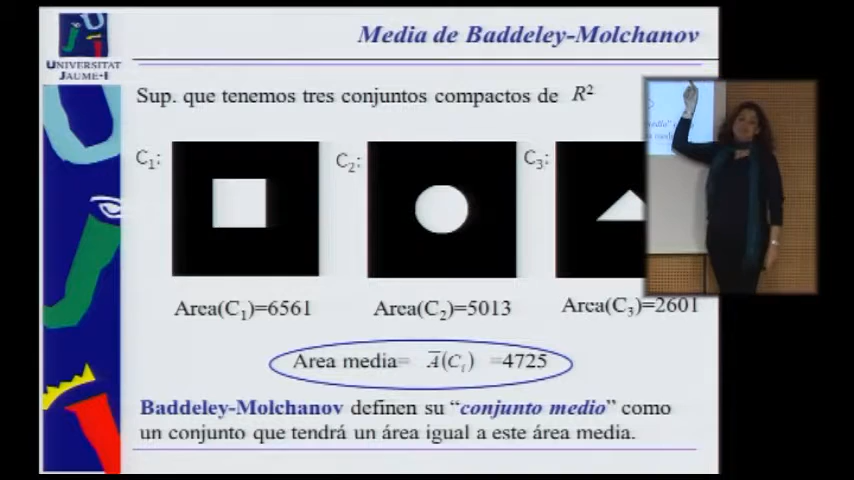 Media de Baddeley-Molchanov
UNIVERSITAT
JAUME·I
Sup. que tenemos tres conjuntos compactos de R²
C₁:
C₂:
C₃:
Area(C₁)=6561
Area(C₂)=5013
Area(C₃)=2601
Area media= A̅(Cᵢ) =4725
Baddeley-Molchanov definen su “conjunto medio” como
un conjunto que tendrá un área igual a este área media.